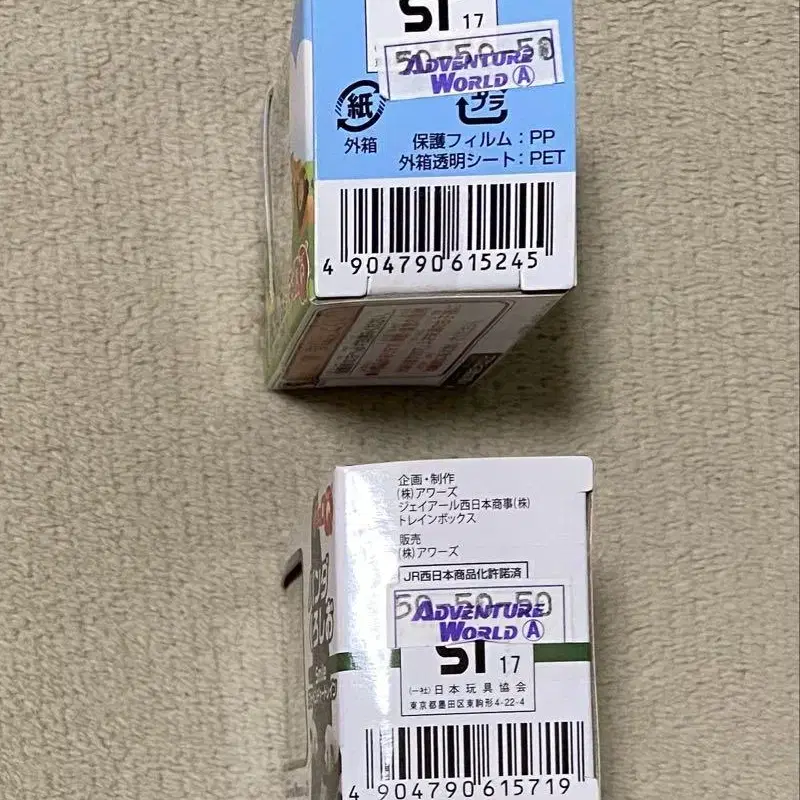 ST 17
50-50-50
ADVENTURE
WORLD Ⓐ
紙
プラ
外箱
保護フィルム:PP
外箱透明シート:PET
4 904790 615245
企画・制作
(株)アワーズ
ジェイアール西日本商事(株)
トレインボックス
販売
(株)アワーズ
JR西日本商品化許諾済
50-50-50
ADVENTURE
WORLD Ⓐ
ST 17
(一社)日本玩具協会
東京都墨田区東駒形4-22-4
4 904790 615719